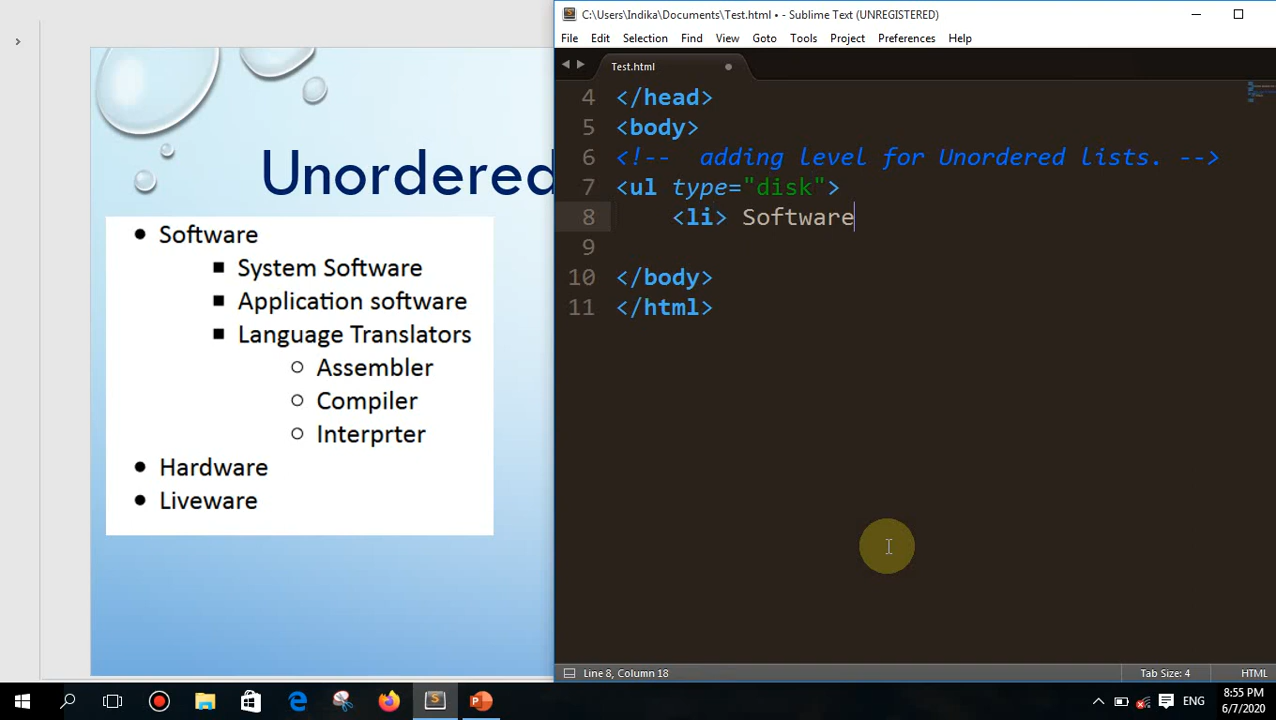 C:\Users\Indika\Documents\Test.html • - Sublime Text (UNREGISTERED)
File Edit Selection Find View Goto Tools Project Preferences Help
Test.html
4 </head>
5 <body>
6 <!--  adding level for Unordered lists. -->
7 <ul type="disk">
8 <li> Software
9
10 </body>
11 </html>
Unordered
• Software
■ System Software
■ Application software
■ Language Translators
○ Assembler
○ Compiler
○ Interprter
• Hardware
• Liveware
Line 8, Column 18 Tab Size: 4 HTML
ENG 8:55 PM
6/7/2020